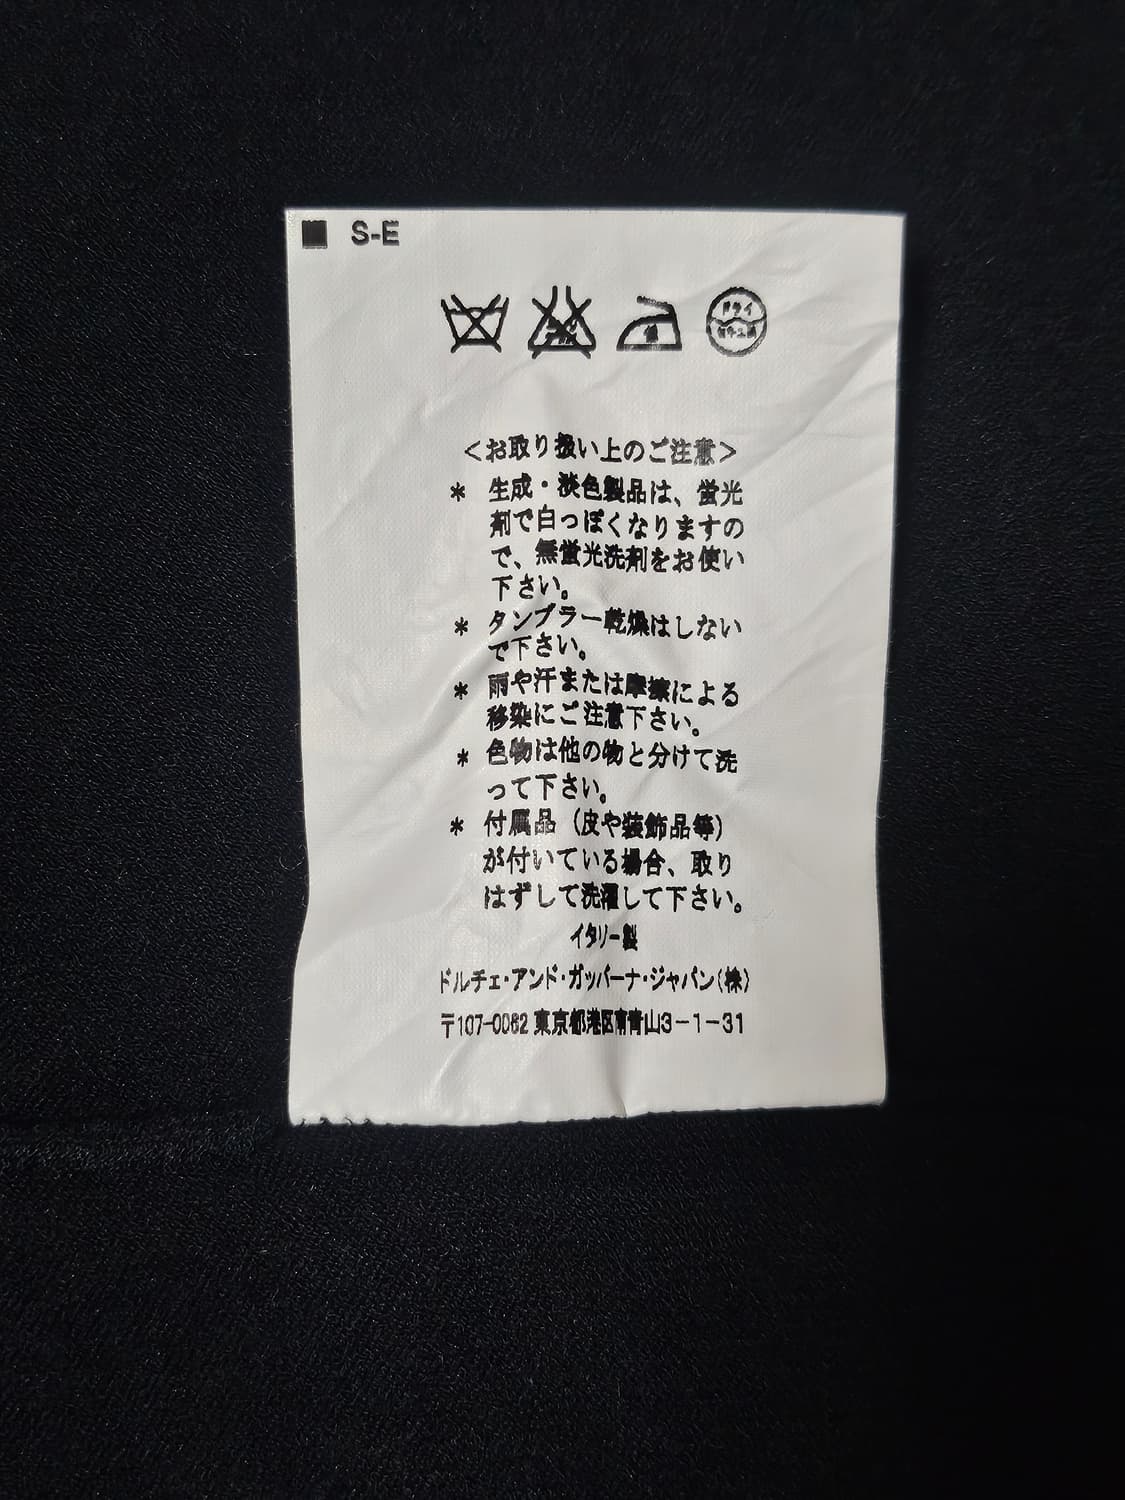 S-E
ドライ
<お取り扱い上のご注意>
* 生成・淡色製品は、蛍光
剤で白っぽくなりますの
で、無蛍光洗剤をお使い
下さい。
* タンブラー乾燥はしない
で下さい。
* 雨や汗または摩擦による
移染にご注意下さい。
* 色物は他の物と分けて洗
って下さい。
* 付属品(皮や装飾品等)
が付いている場合、取り
はずして洗濯して下さい。
イタリー製
ドルチェ・アンド・ガッバーナ・ジャパン(株)
〒107-0062 東京都港区南青山3-1-31